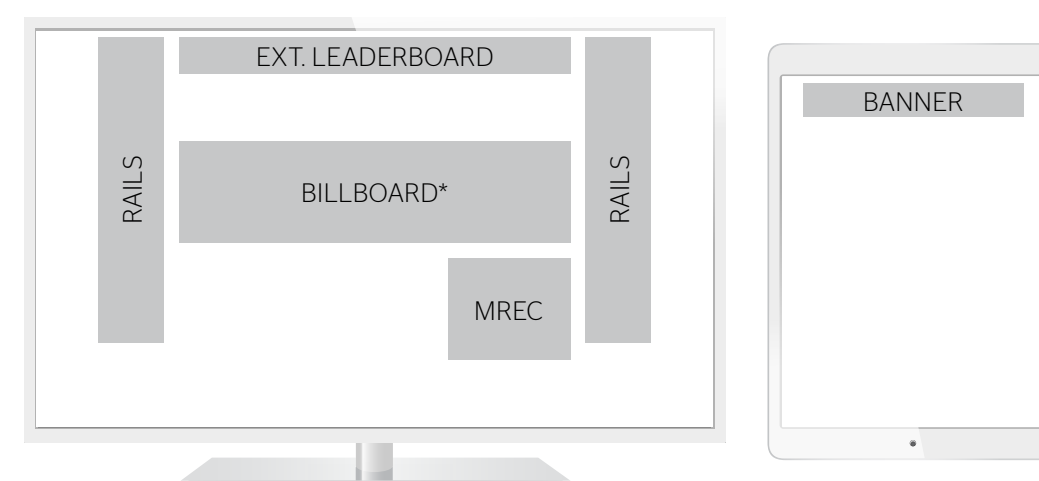 EXT. LEADERBOARD
RAILS
BILLBOARD*
RAILS
MREC
BANNER